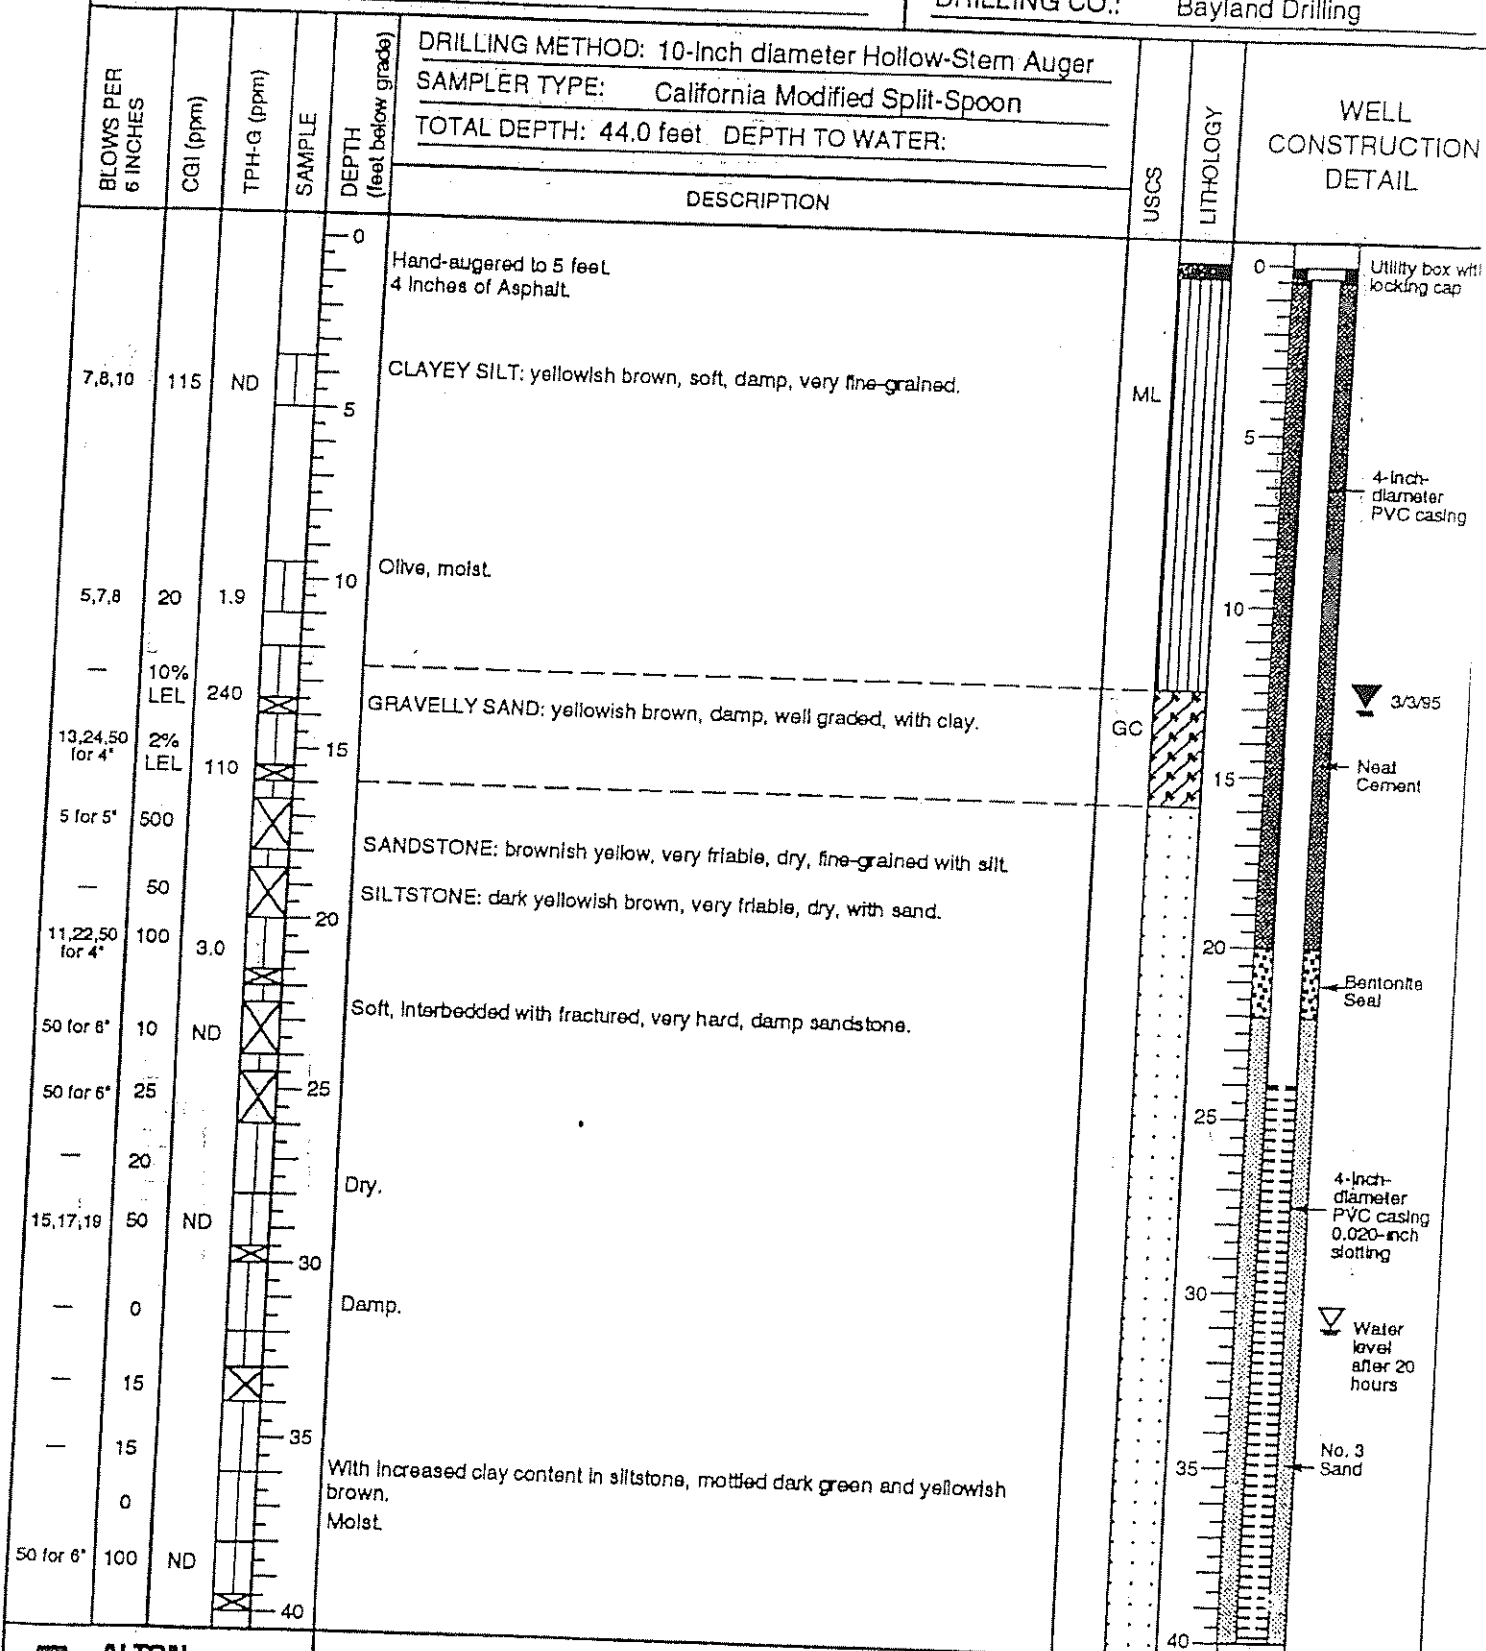 DRILLING CO.: Bayland Drilling
BLOWS PER
6 INCHES
CGI (ppm)
TPH-G (ppm)
SAMPLE
DEPTH
(feet below grade)
DRILLING METHOD: 10-inch diameter Hollow-Stem Auger
SAMPLER TYPE: California Modified Split-Spoon
TOTAL DEPTH: 44.0 feet DEPTH TO WATER:
DESCRIPTION
USCS
LITHOLOGY
WELL
CONSTRUCTION
DETAIL
0
Hand-augered to 5 feet.
4 Inches of Asphalt.
0
Utility box with
locking cap
7,8,10 115 ND
CLAYEY SILT: yellowish brown, soft, damp, very fine-grained.
ML
5
5
4-inch-
diameter
PVC casing
5,7,8 20 1.9
10
Olive, moist.
10
— 10%
LEL 240
GRAVELLY SAND: yellowish brown, damp, well graded, with clay.
GC
3/3/95
13,24,50
for 4"
2%
LEL 110
15
15
Neat
Cement
5 for 5" 500
SANDSTONE: brownish yellow, very friable, dry, fine-grained with silt.
— 50
SILTSTONE: dark yellowish brown, very friable, dry, with sand.
20
11,22,50
for 4"
100 3.0
20
Bentonite
Seal
50 for 6" 10 ND
Soft, Interbedded with fractured, very hard, damp sandstone.
50 for 6" 25
25
25
— 20
Dry.
4-inch-
diameter
PVC casing
0.020-inch
slotting
15,17,19 50 ND
30
— 0
Damp.
30
Water
level
after 20
hours
— 15
— 15
35
With increased clay content in siltstone, mottled dark green and yellowish
brown.
35
No. 3
Sand
0
Moist.
50 for 6" 100 ND
40
40
ALTON